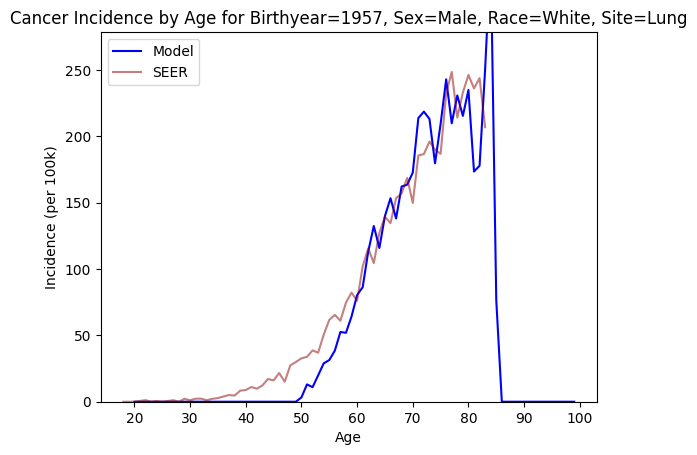 Cancer Incidence by Age for Birthyear=1957, Sex=Male, Race=White, Site=Lung
Model
SEER
Incidence (per 100k)
250
200
150
100
50
0
20 30 40 50 60 70 80 90 100
Age